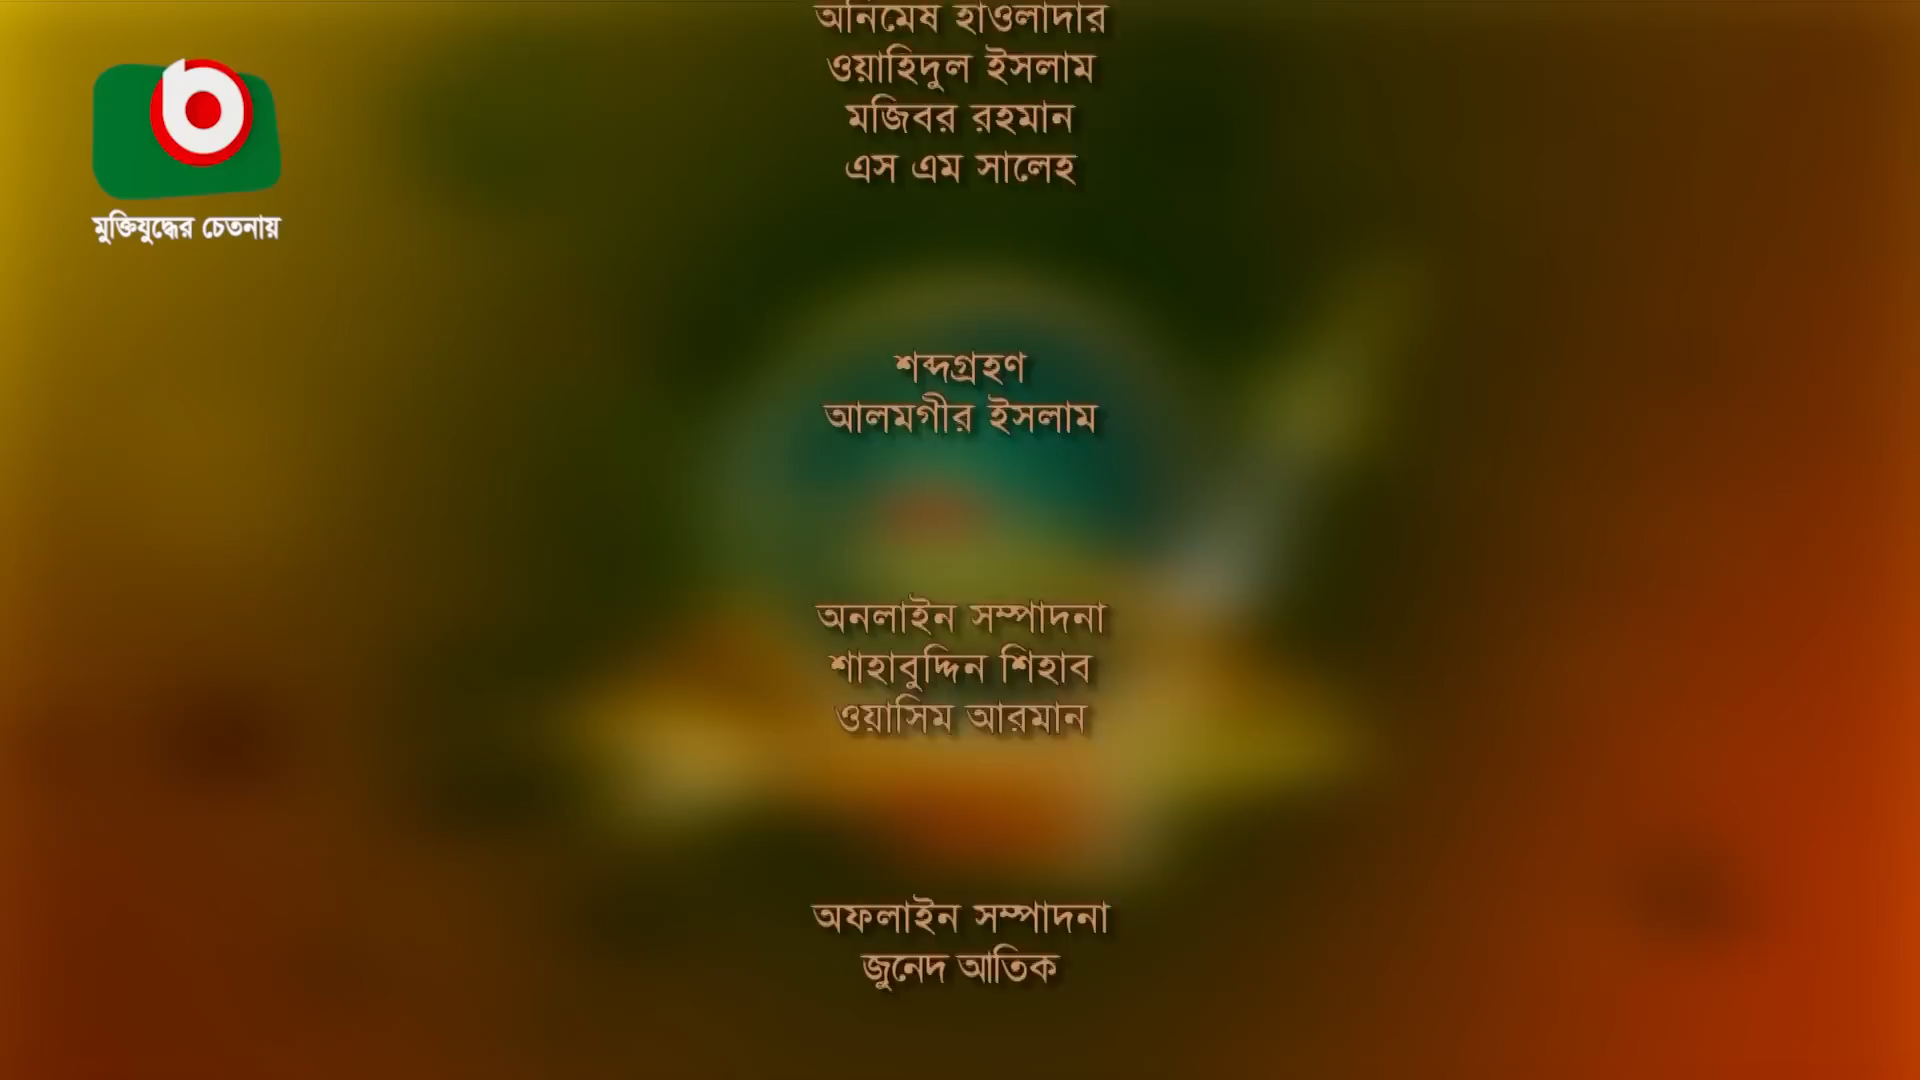 অনিমেষ হাওলাদার
ওয়াহিদুল ইসলাম
মজিবর রহমান
এস এম সালেহ
মুক্তিযুদ্ধের চেতনায়
শব্দগ্রহণ
আলমগীর ইসলাম
অনলাইন সম্পাদনা
শাহাবুদ্দিন শিহাব
ওয়াসিম আরমান
অফলাইন সম্পাদনা
জুনেদ আতিক